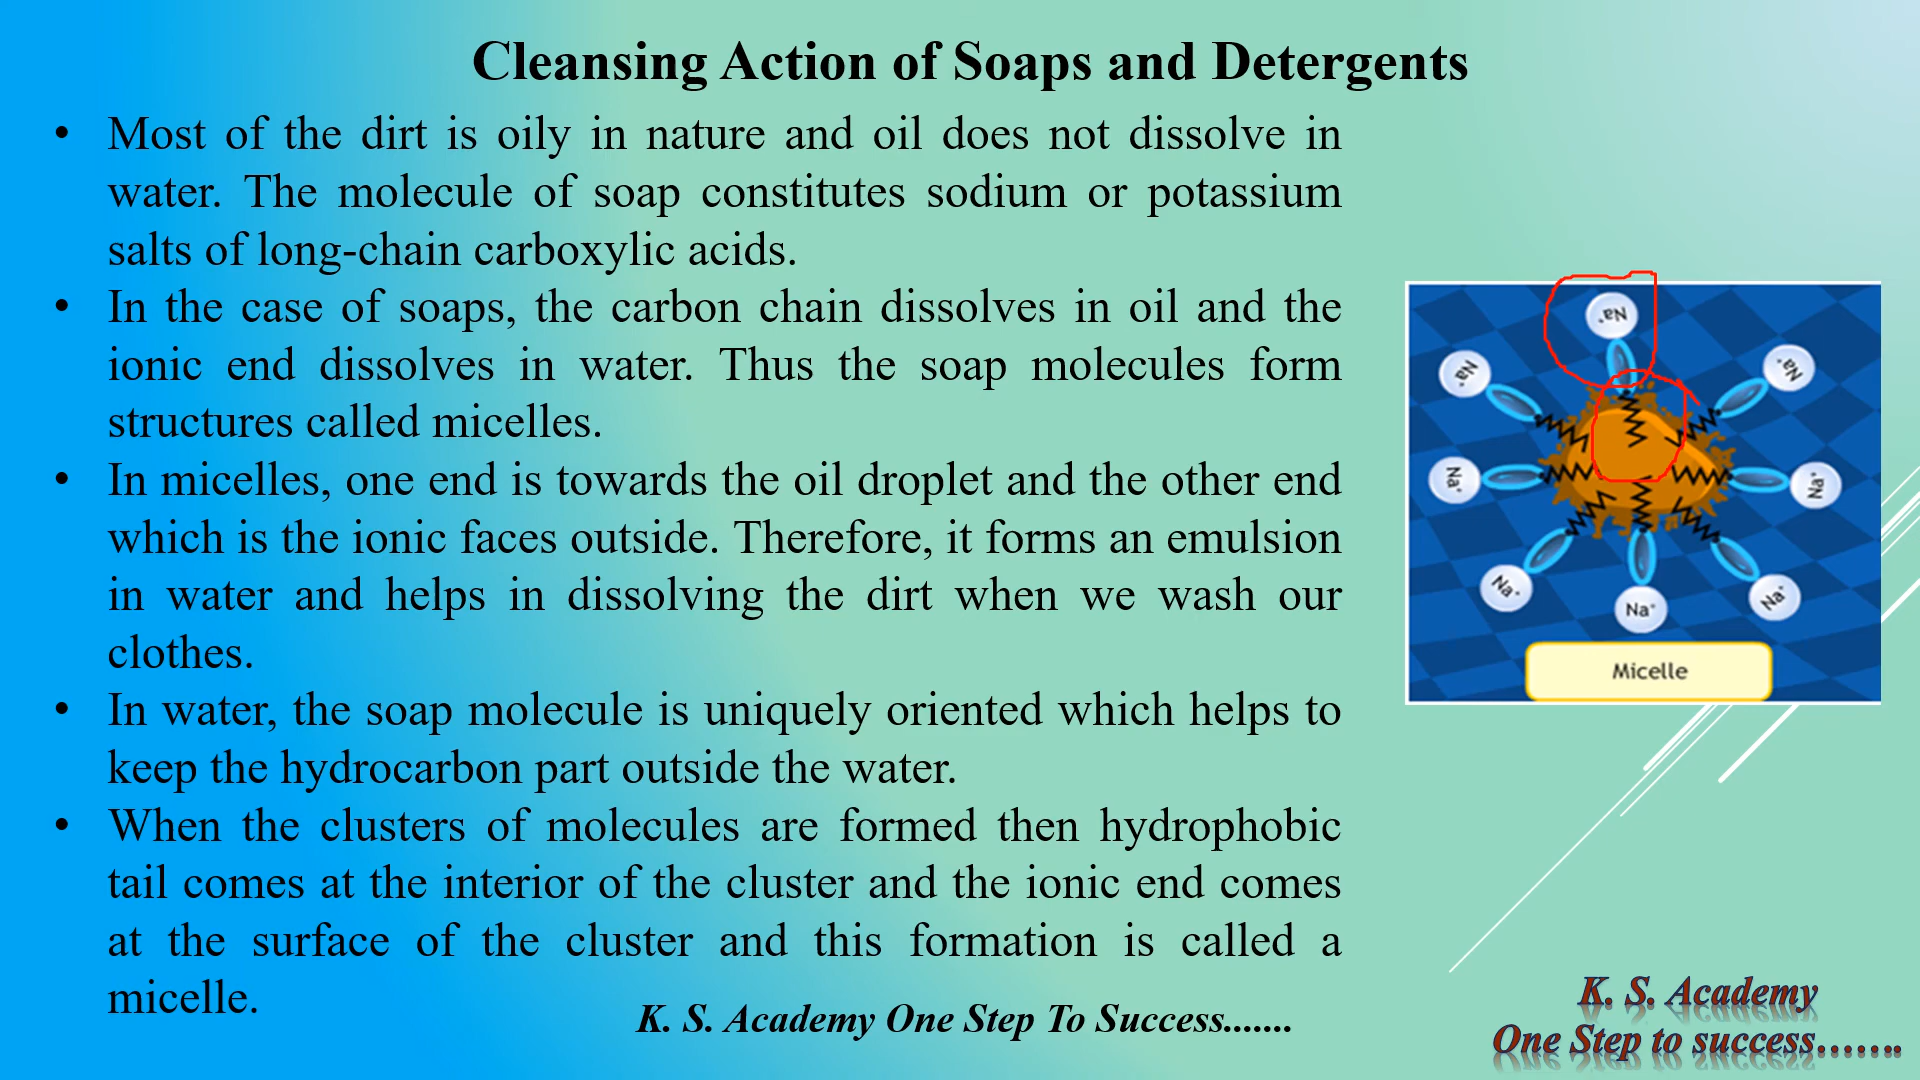 Cleansing Action of Soaps and Detergents
• Most of the dirt is oily in nature and oil does not dissolve in
water. The molecule of soap constitutes sodium or potassium
salts of long-chain carboxylic acids.
• In the case of soaps, the carbon chain dissolves in oil and the
ionic end dissolves in water. Thus the soap molecules form
structures called micelles.
• In micelles, one end is towards the oil droplet and the other end
which is the ionic faces outside. Therefore, it forms an emulsion
in water and helps in dissolving the dirt when we wash our
clothes.
• In water, the soap molecule is uniquely oriented which helps to
keep the hydrocarbon part outside the water.
• When the clusters of molecules are formed then hydrophobic
tail comes at the interior of the cluster and the ionic end comes
at the surface of the cluster and this formation is called a
micelle.
Na⁺
Na⁺
Na⁺
Na⁺
Na⁺
Na⁺
Na⁺
Na⁺
Micelle
K. S. Academy One Step To Success.......
K. S. Academy
One Step to success…….